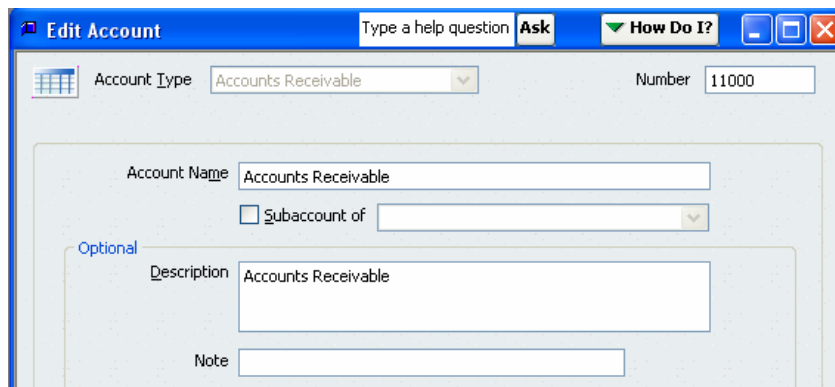 Edit Account Type a help question Ask How Do I?
Account Type Accounts Receivable Number 11000
Account Name Accounts Receivable
Subaccount of
Optional
Description Accounts Receivable
Note